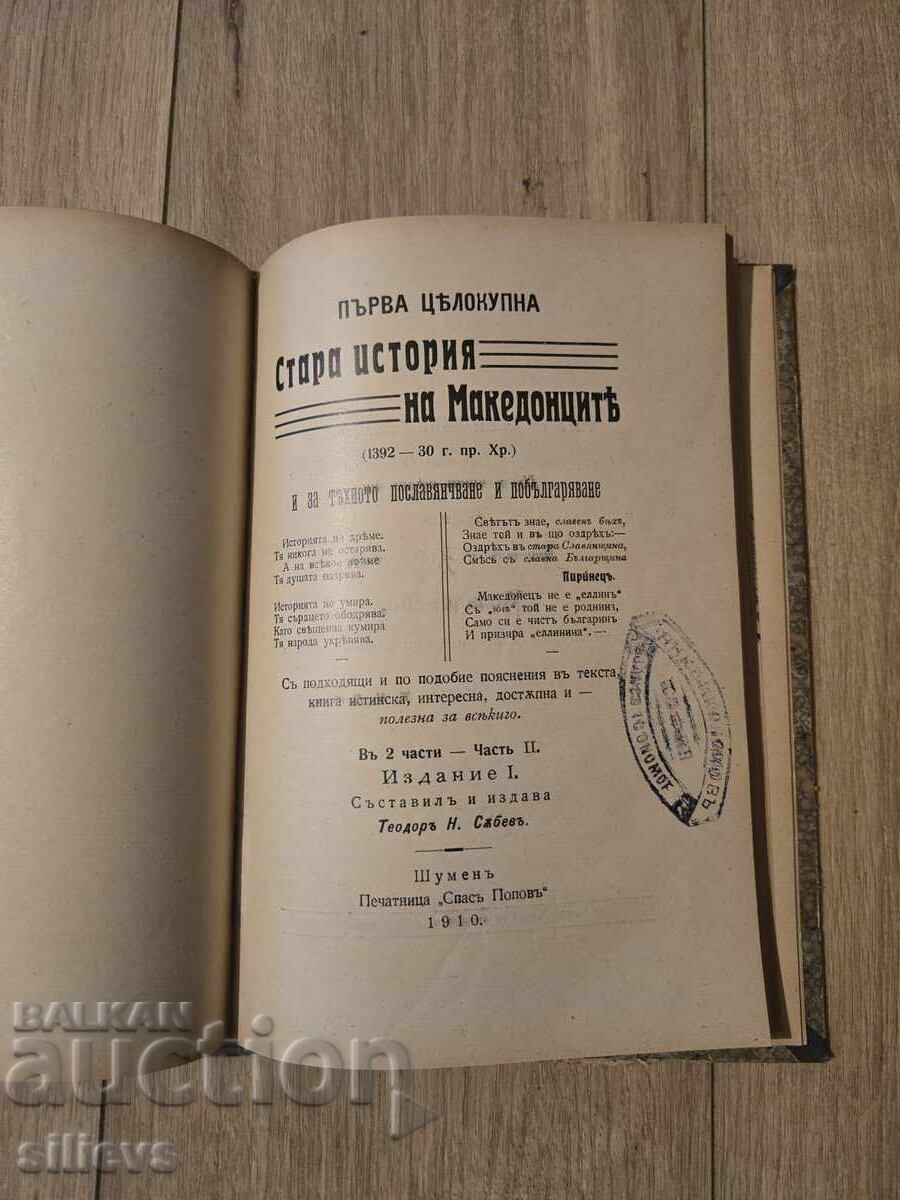 ПЪРВА ЦѢЛОКУПНА
Стара история
на Македонцитѣ
(1392 — 30 г. пр. Хр.)
и за тѣхното пославянчване и побългаряване
Историята не дрѣме.
Тя никога не остарява.
А на всѣко врѣме
Тя душата озарява.
Историята не умира.
Тя сърдцето ободрява.
Като свѣщенна кумира
Тя народа укрѣпява.
Свѣтътъ знае, славенъ бѣхъ,
Знае той и въ що оздрѣхъ:—
Оздрѣхъ въ стара Славянщина,
Смѣсь съ славна Българщина
Пиринецъ.
Македонецъ не е „еллинъ“
Съ той не е роднинъ,
Само си е чистъ българинъ
И призира „еллинина“. —
Съ подходящи и по подобие пояснения въ текста,
книга истинска, интересна, достѫпна и —
полезна за всѣкиго.
Въ 2 части — Часть II.
Издание I.
Съставилъ и издава
Теодоръ Н. Сѫбевъ.
Шуменъ
Печатница „Спасъ Поповъ“
1910.
BALKAN
auction
sillevs